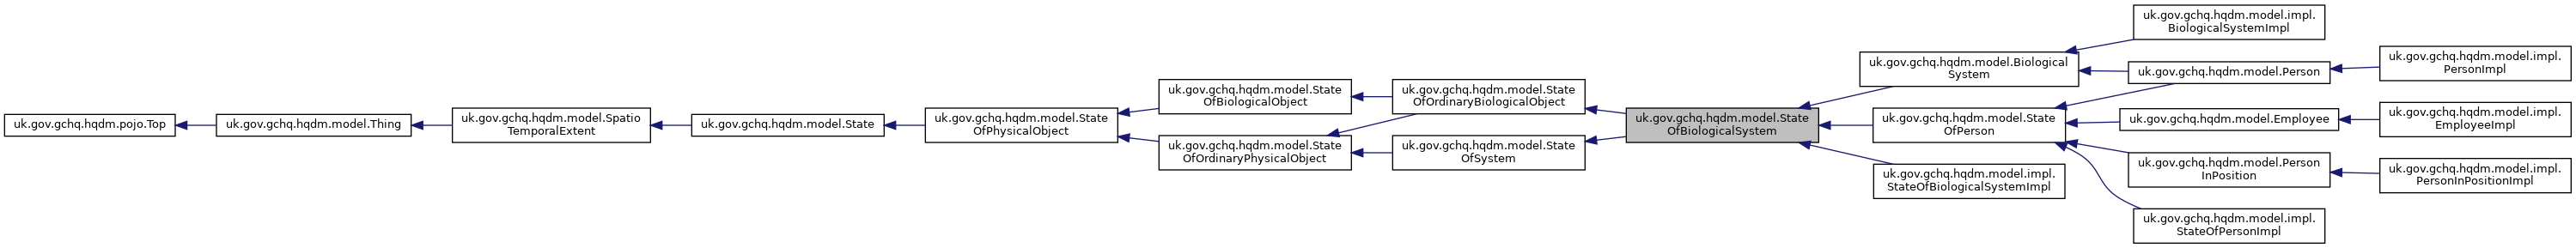 uk.gov.gchq.hqdm.pojo.Top
uk.gov.gchq.hqdm.model.Thing
uk.gov.gchq.hqdm.model.Spatio
TemporalExtent
uk.gov.gchq.hqdm.model.State
uk.gov.gchq.hqdm.model.State
OfPhysicalObject
uk.gov.gchq.hqdm.model.State
OfBiologicalObject
uk.gov.gchq.hqdm.model.State
OfOrdinaryPhysicalObject
uk.gov.gchq.hqdm.model.State
OfOrdinaryBiologicalObject
uk.gov.gchq.hqdm.model.State
OfSystem
uk.gov.gchq.hqdm.model.State
OfBiologicalSystem
uk.gov.gchq.hqdm.model.Biological
System
uk.gov.gchq.hqdm.model.State
OfPerson
uk.gov.gchq.hqdm.model.impl.
StateOfBiologicalSystemImpl
uk.gov.gchq.hqdm.model.impl.
BiologicalSystemImpl
uk.gov.gchq.hqdm.model.Person
uk.gov.gchq.hqdm.model.Employee
uk.gov.gchq.hqdm.model.Person
InPosition
uk.gov.gchq.hqdm.model.impl.
StateOfPersonImpl
uk.gov.gchq.hqdm.model.impl.
PersonImpl
uk.gov.gchq.hqdm.model.impl.
EmployeeImpl
uk.gov.gchq.hqdm.model.impl.
PersonInPositionImpl